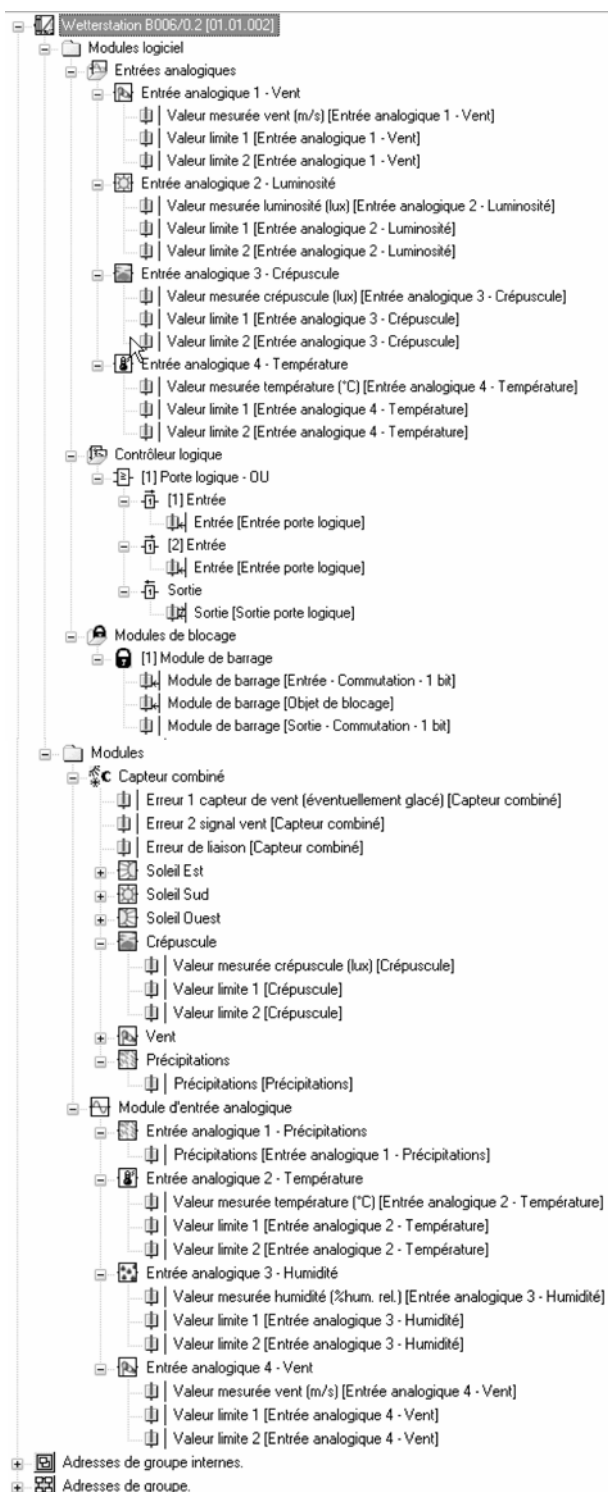 Wetterstation B006/0.2 [01.01.002]
Modules logiciel
Entrées analogiques
Entrée analogique 1 - Vent
Valeur mesurée vent (m/s) [Entrée analogique 1 - Vent]
Valeur limite 1 [Entrée analogique 1 - Vent]
Valeur limite 2 [Entrée analogique 1 - Vent]
Entrée analogique 2 - Luminosité
Valeur mesurée luminosité (lux) [Entrée analogique 2 - Luminosité]
Valeur limite 1 [Entrée analogique 2 - Luminosité]
Valeur limite 2 [Entrée analogique 2 - Luminosité]
Entrée analogique 3 - Crépuscule
Valeur mesurée crépuscule (lux) [Entrée analogique 3 - Crépuscule]
Valeur limite 1 [Entrée analogique 3 - Crépuscule]
Valeur limite 2 [Entrée analogique 3 - Crépuscule]
Entrée analogique 4 - Température
Valeur mesurée température (°C) [Entrée analogique 4 - Température]
Valeur limite 1 [Entrée analogique 4 - Température]
Valeur limite 2 [Entrée analogique 4 - Température]
Contrôleur logique
[1] Porte logique - OU
[1] Entrée
Entrée [Entrée porte logique]
[2] Entrée
Entrée [Entrée porte logique]
Sortie
Sortie [Sortie porte logique]
Modules de blocage
[1] Module de barrage
Module de barrage [Entrée - Commutation - 1 bit]
Module de barrage [Objet de blocage]
Module de barrage [Sortie - Commutation - 1 bit]
Modules
Capteur combiné
Erreur 1 capteur de vent (éventuellement glacé) [Capteur combiné]
Erreur 2 signal vent [Capteur combiné]
Erreur de liaison [Capteur combiné]
Soleil Est
Soleil Sud
Soleil Ouest
Crépuscule
Valeur mesurée crépuscule (lux) [Crépuscule]
Valeur limite 1 [Crépuscule]
Valeur limite 2 [Crépuscule]
Vent
Précipitations
Précipitations [Précipitations]
Module d'entrée analogique
Entrée analogique 1 - Précipitations
Précipitations [Entrée analogique 1 - Précipitations]
Entrée analogique 2 - Température
Valeur mesurée température (°C) [Entrée analogique 2 - Température]
Valeur limite 1 [Entrée analogique 2 - Température]
Valeur limite 2 [Entrée analogique 2 - Température]
Entrée analogique 3 - Humidité
Valeur mesurée humidité (%hum. rel.) [Entrée analogique 3 - Humidité]
Valeur limite 1 [Entrée analogique 3 - Humidité]
Valeur limite 2 [Entrée analogique 3 - Humidité]
Entrée analogique 4 - Vent
Valeur mesurée vent (m/s) [Entrée analogique 4 - Vent]
Valeur limite 1 [Entrée analogique 4 - Vent]
Valeur limite 2 [Entrée analogique 4 - Vent]
Adresses de groupe internes.
Adresses de groupe.